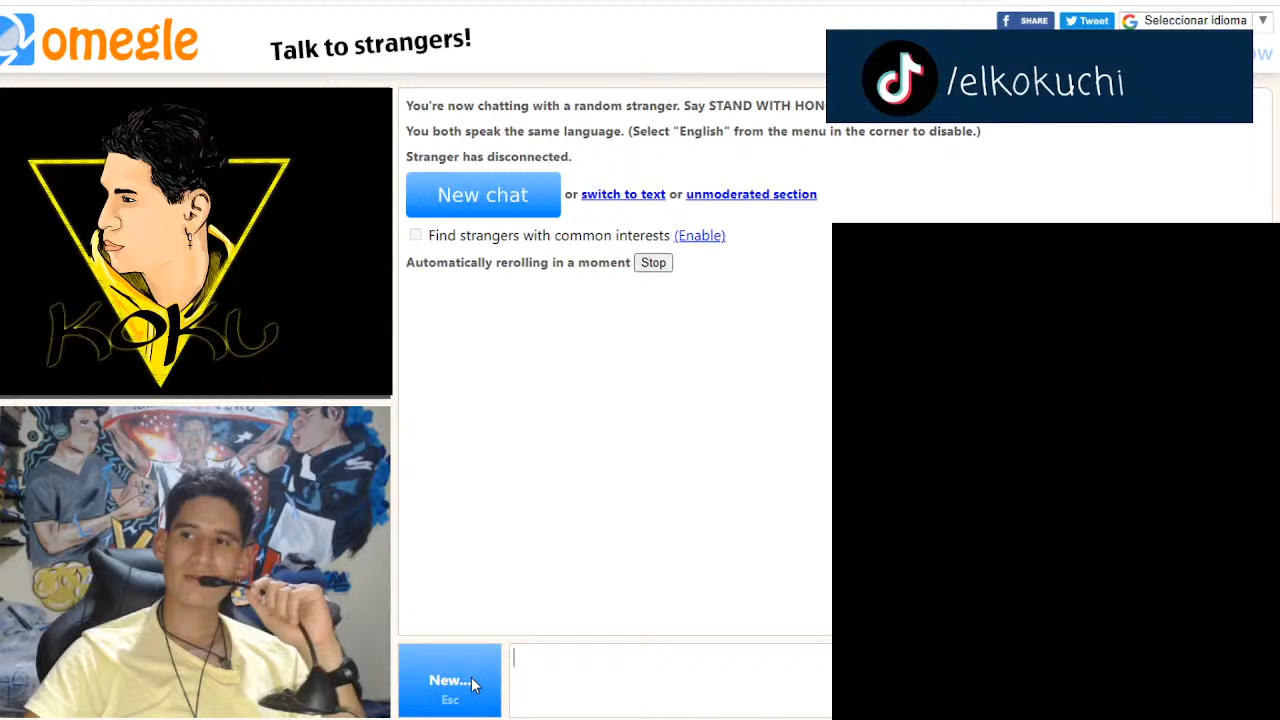 omegle
Talk to strangers!
SHARE
Tweet
Seleccionar idioma
/elkokuchi
You're now chatting with a random stranger. Say STAND WITH
You both speak the same language. (Select "English" from the menu in the corner to disable.)
Stranger has disconnected.
New chat or switch to text or unmoderated section
Find strangers with common interests (Enable)
Automatically rerolling in a moment Stop
KOKU
New...
Esc